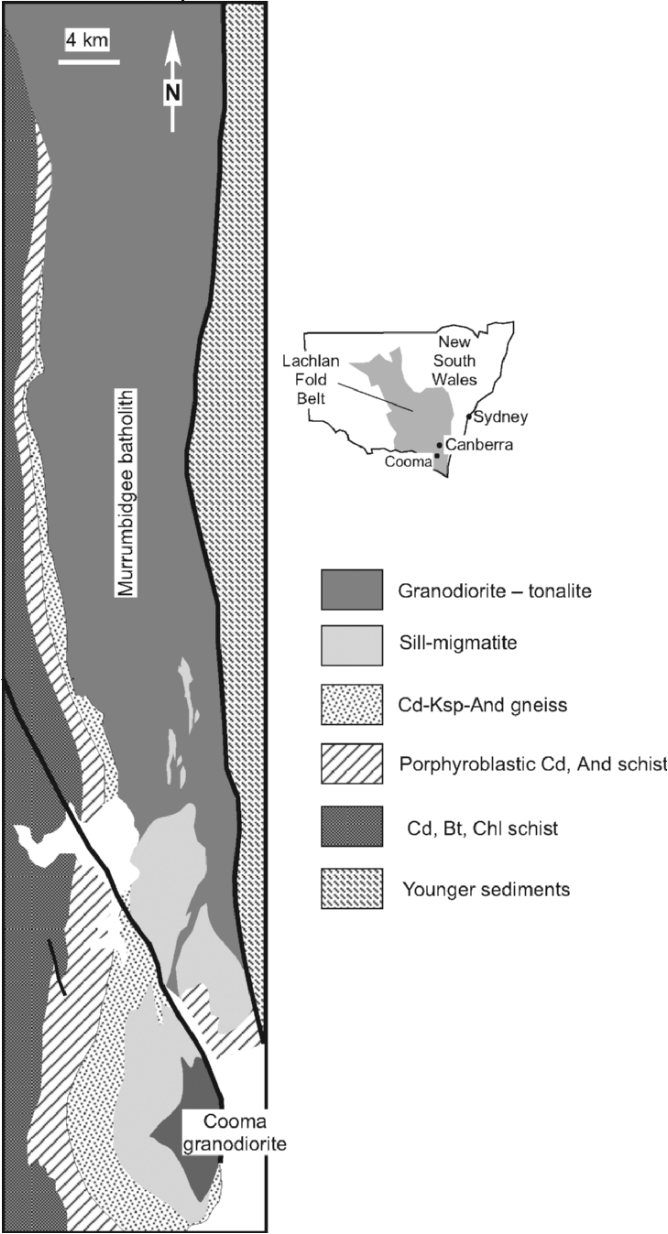 4 km
N
Murrumbidgee batholith
Cooma
granodiorite
New
South
Wales
Lachlan
Fold
Belt
Sydney
Canberra
Cooma
Granodiorite – tonalite
Sill-migmatite
Cd-Ksp-And gneiss
Porphyroblastic Cd, And schist
Cd, Bt, Chl schist
Younger sediments